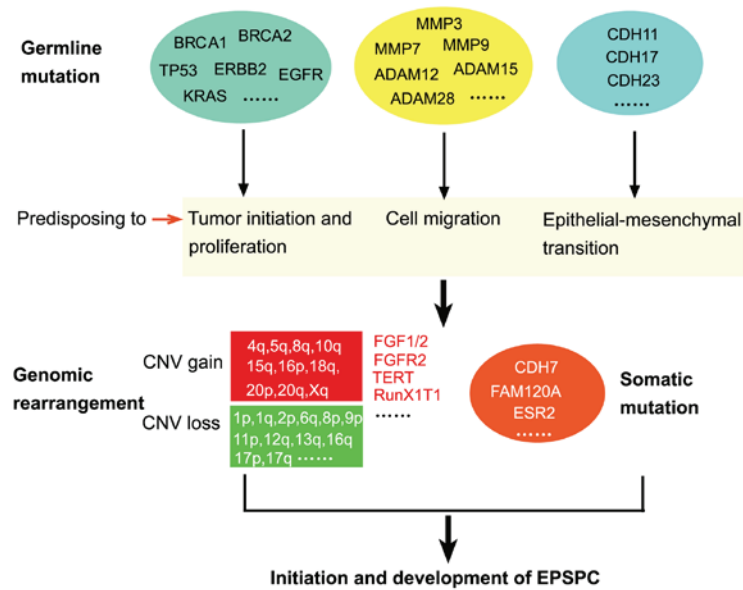 Germline
mutation
BRCA1 BRCA2
TP53 ERBB2 EGFR
KRAS ......
MMP3
MMP7 MMP9
ADAM12 ADAM15
ADAM28 ......
CDH11
CDH17
CDH23
......
Predisposing to
Tumor initiation and
proliferation
Cell migration
Epithelial-mesenchymal
transition
Genomic
rearrangement
CNV gain
4q,5q,8q,10q
15q,16p,18q,
20p,20q,Xq
CNV loss
1p,1q,2p,6q,8p,9p
11p,12q,13q,16q
17p,17q ......
FGF1/2
FGFR2
TERT
RunX1T1
......
CDH7
FAM120A
ESR2
......
Somatic
mutation
Initiation and development of EPSPC